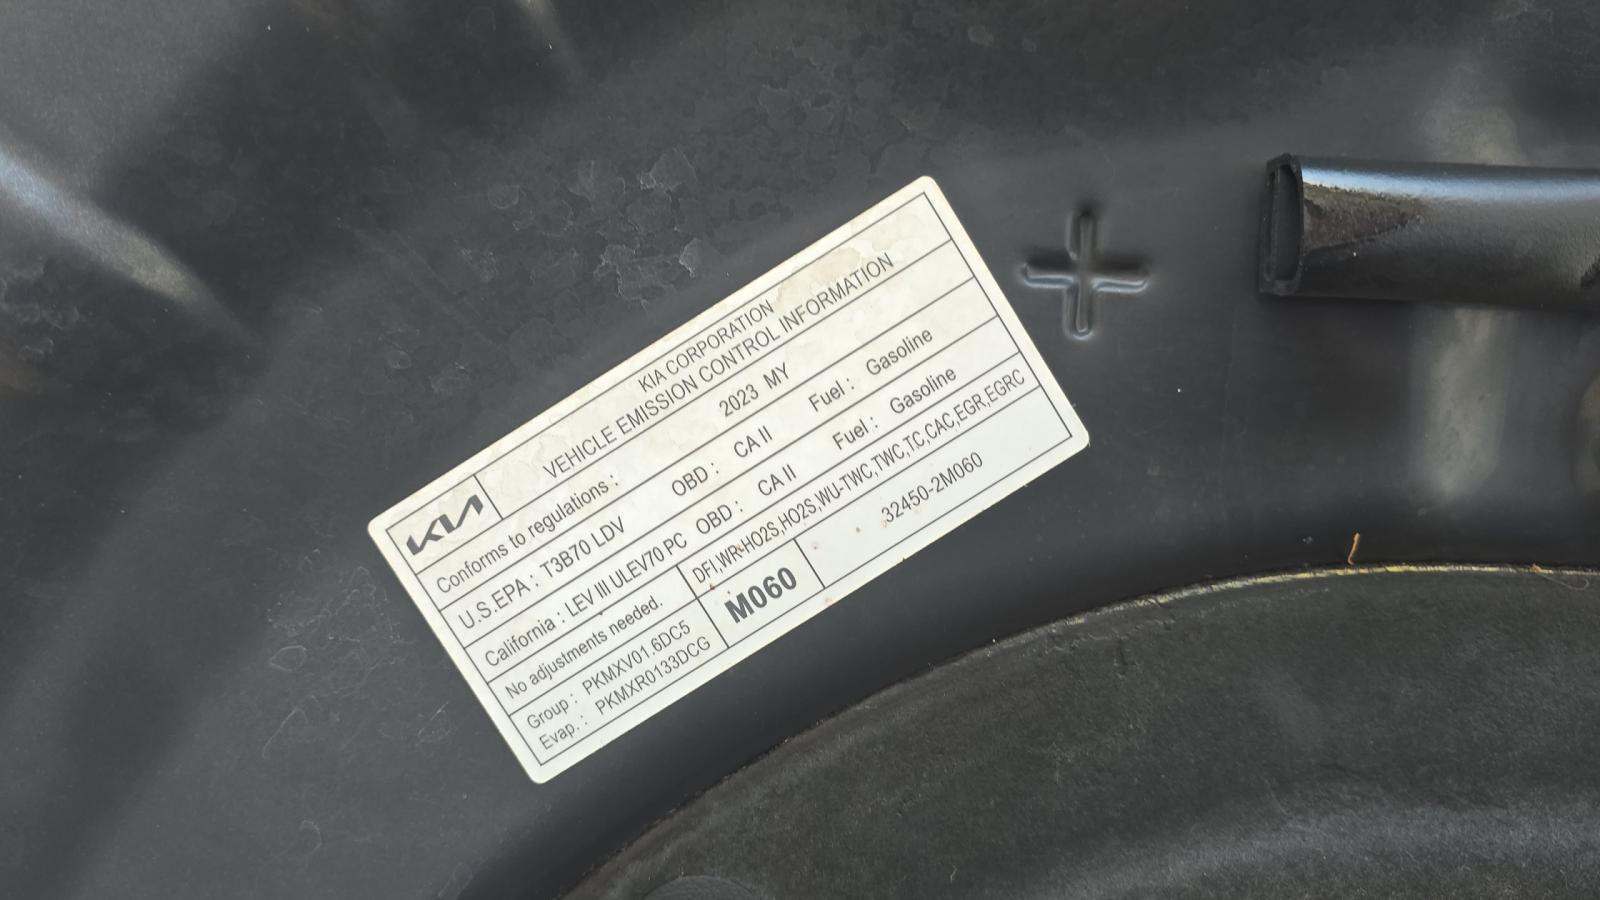 KIA CORPORATION
KIA VEHICLE EMISSION CONTROL INFORMATION
Conforms to regulations : 2023 MY
U.S.EPA : T3B70 LDV OBD : CA II Fuel : Gasoline
California : LEV III ULEV70 PC OBD : CA II Fuel : Gasoline
No adjustments needed. DFI,WR-HO2S,HO2S,WU-TWC,TWC,TC,CAC,EGR,EGRC
Group : PKMXV01.6DC5
Evap. : PKMXR0133DCG
M060
32450-2M060